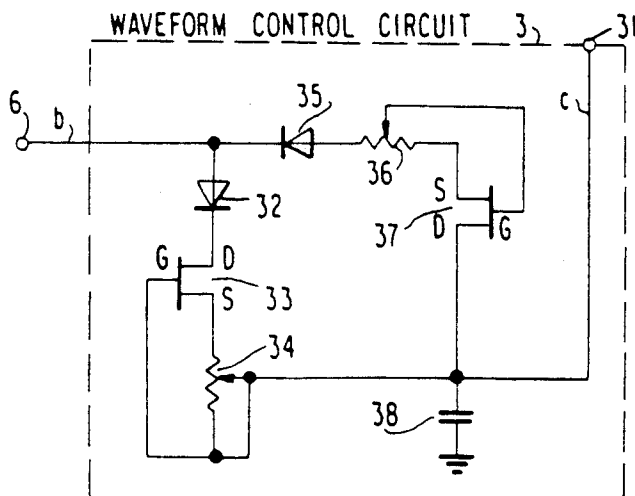 WAVEFORM CONTROL CIRCUIT 3 31
6 b 35 c
36
32 S
37 D G
G D
33
S
34
38